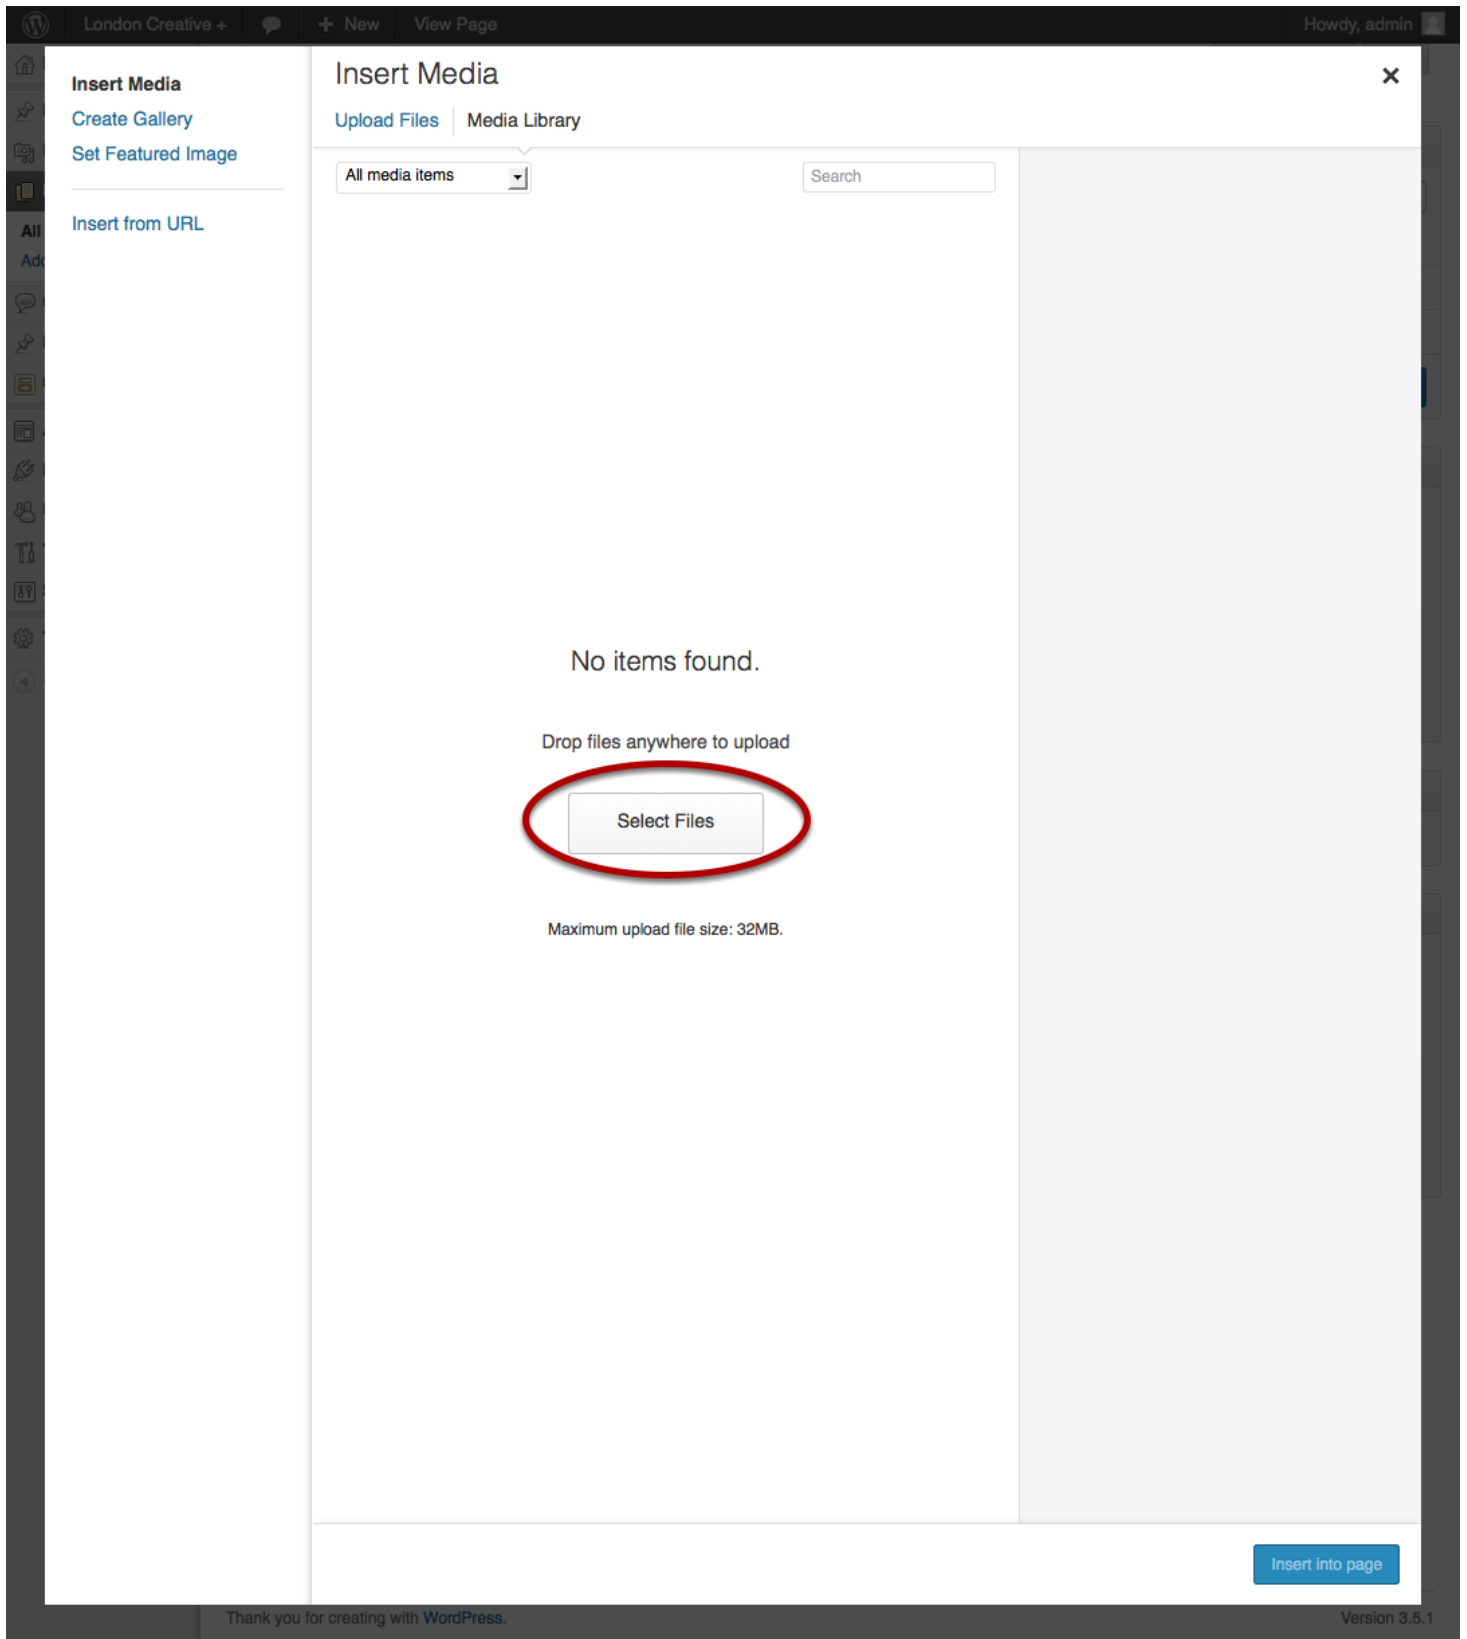 London Creative +
+ New
View Page
Howdy, admin
Insert Media
Create Gallery
Set Featured Image
Insert from URL
Insert Media
Upload Files
Media Library
All media items
Search
All
No items found.
Drop files anywhere to upload
Select Files
Maximum upload file size: 32MB.
Insert into page
Thank you for creating with WordPress.
Version 3.5.1